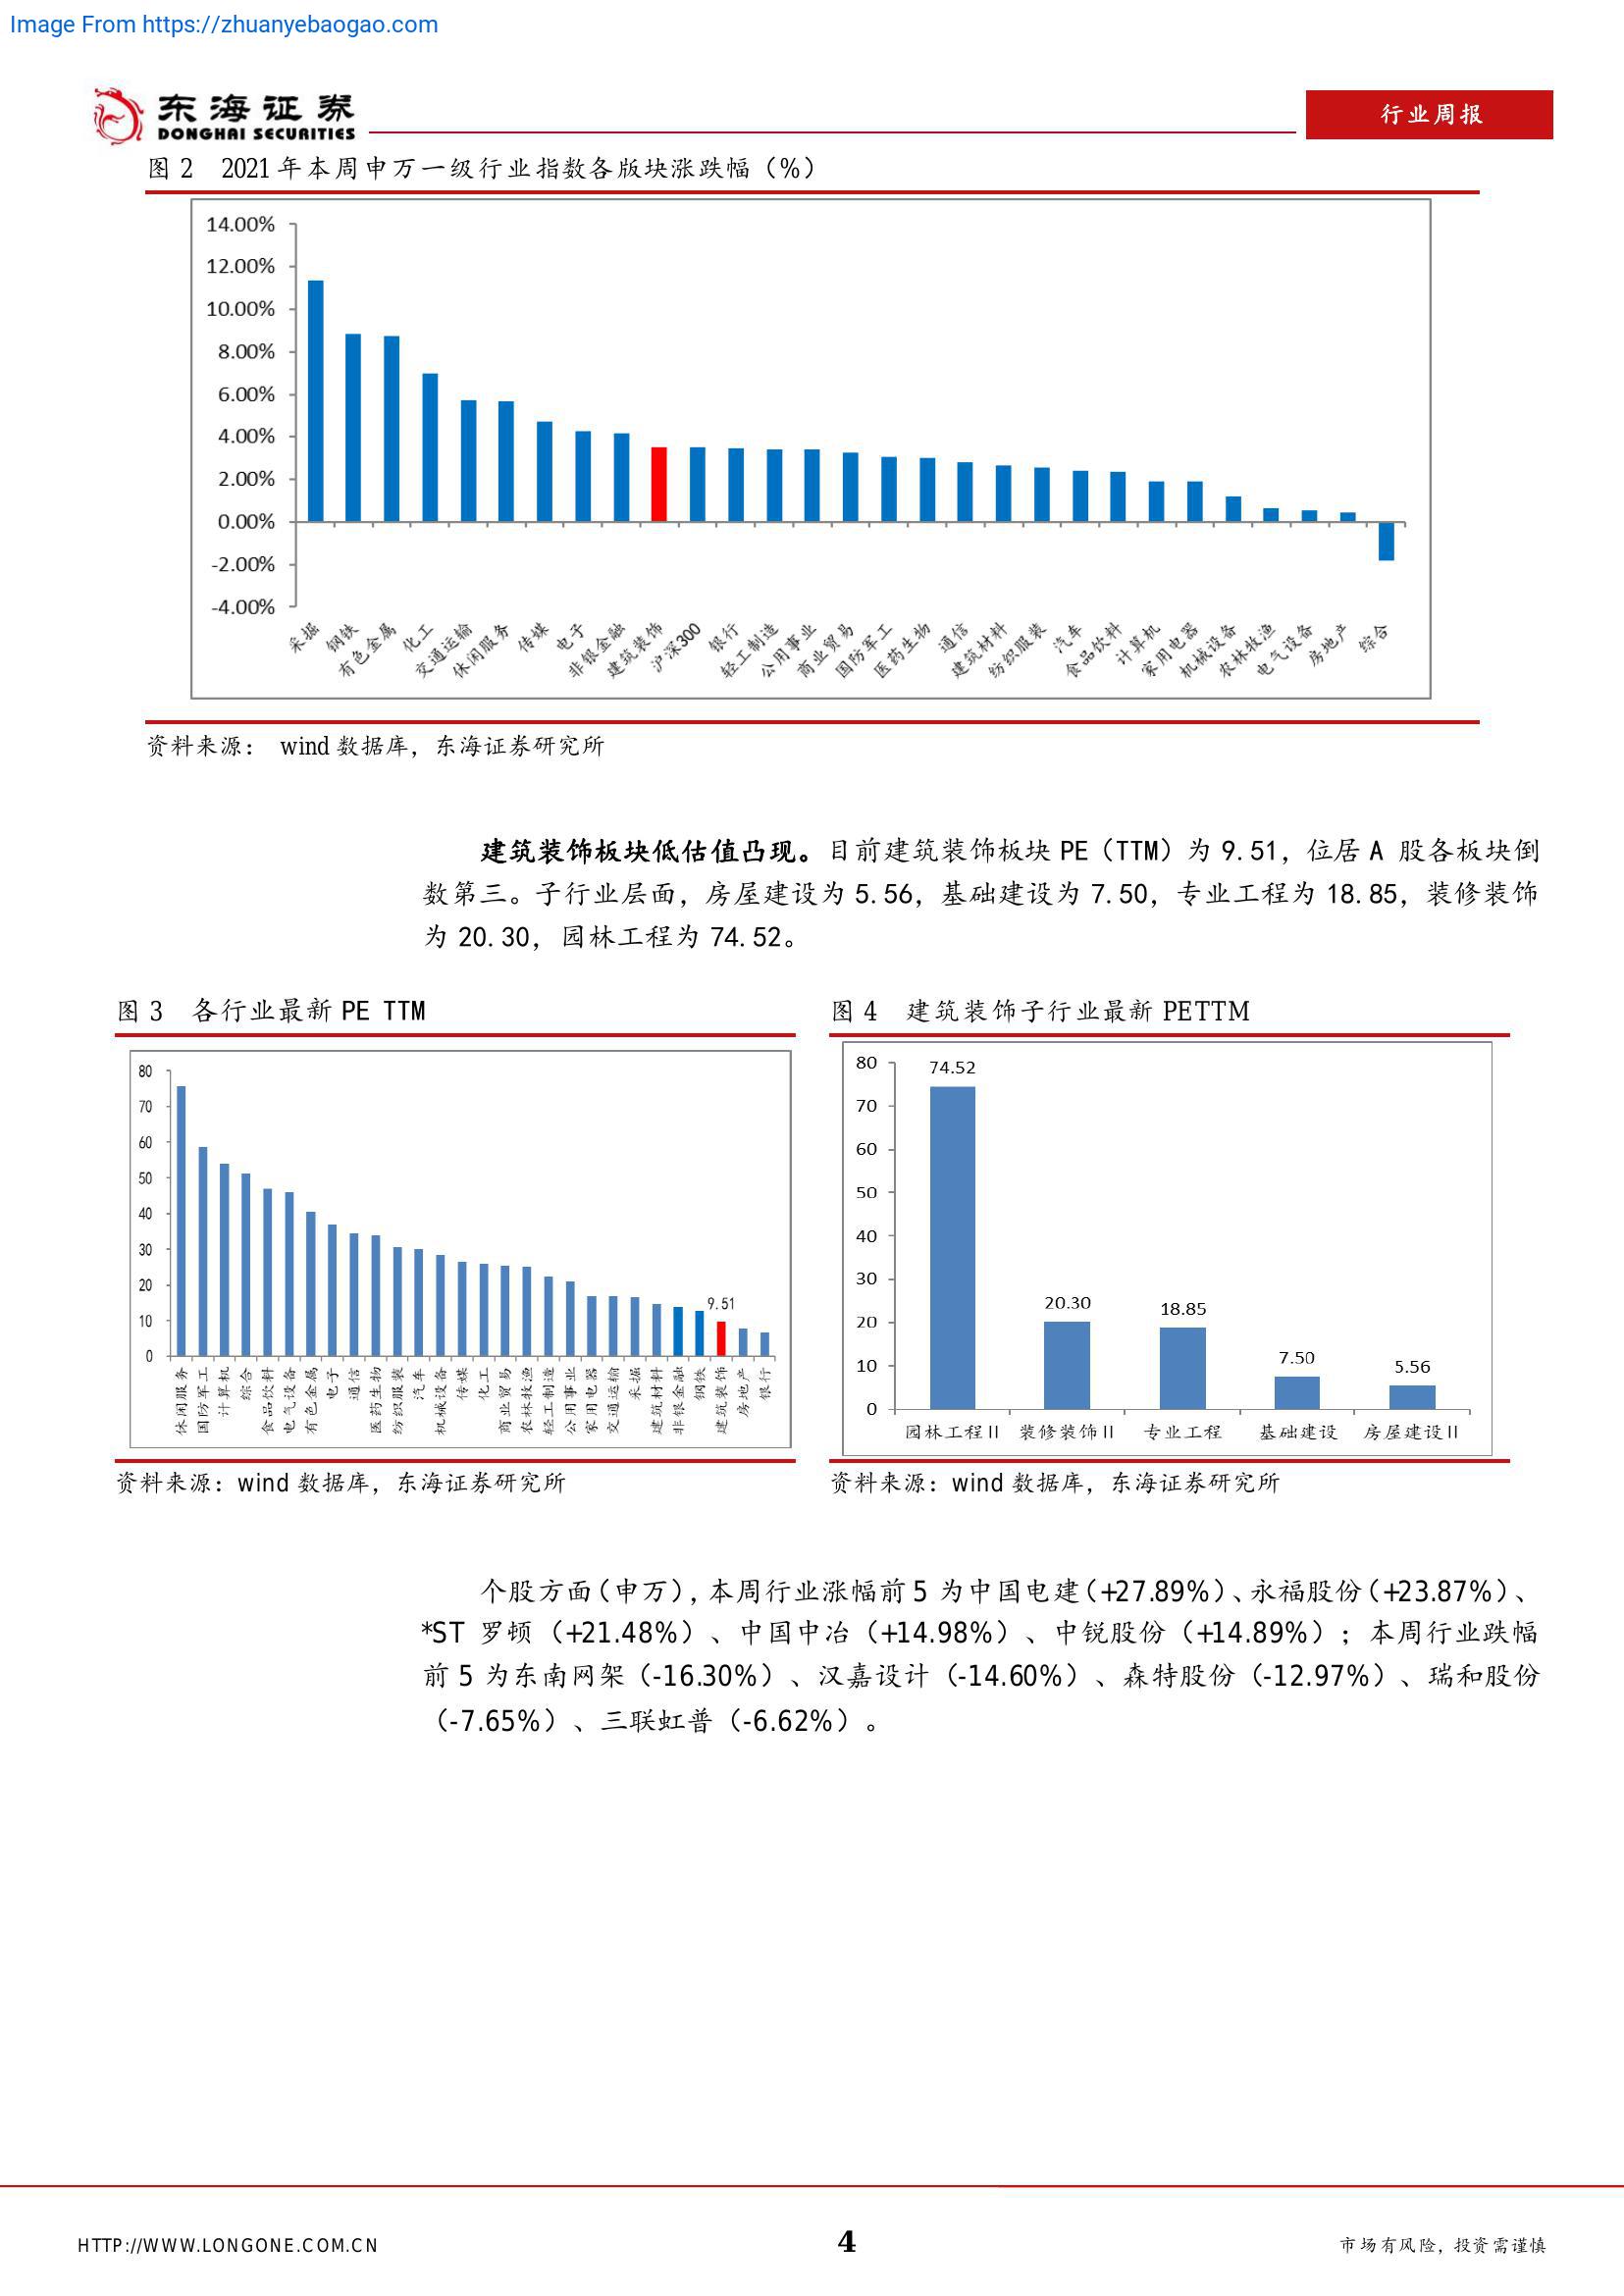 Image From https://zhuanyebaogao.com
东海证券
DONGHAI SECURITIES
行业周报
图 2 2021 年本周申万一级行业指数各版块涨跌幅（%）
14.00%
12.00%
10.00%
8.00%
6.00%
4.00%
2.00%
0.00%
-2.00%
-4.00%
采掘 钢铁 有色金属 化工 交通运输 休闲服务 传媒 电子 非银金融 建筑装饰 沪深300 银行 轻工制造 公用事业 商业贸易 国防军工 医药生物 通信 建筑材料 纺织服装 汽车 食品饮料 计算机 家用电器 机械设备 农林牧渔 电气设备 房地产 综合
资料来源： wind 数据库，东海证券研究所
建筑装饰板块低估值凸现。目前建筑装饰板块 PE（TTM）为 9.51，位居 A 股各板块倒
数第三。子行业层面，房屋建设为 5.56，基础建设为 7.50，专业工程为 18.85，装修装饰
为 20.30，园林工程为 74.52。
图 3 各行业最新 PE TTM
80
70
60
50
40
30
20
10
0
9.51
休闲服务 国防军工 计算机 综合 食品饮料 电气设备 有色金属 电子 通信 医药生物 纺织服装 汽车 机械设备 传媒 化工 商业贸易 农林牧渔 轻工制造 公用事业 家用电器 交通运输 采掘 建筑材料 非银金融 钢铁 建筑装饰 房地产 银行
资料来源：wind 数据库，东海证券研究所
图 4 建筑装饰子行业最新 PETTM
80
70
60
50
40
30
20
10
0
74.52
20.30
18.85
7.50
5.56
园林工程Ⅱ 装修装饰Ⅱ 专业工程 基础建设 房屋建设Ⅱ
资料来源：wind 数据库，东海证券研究所
个股方面（申万），本周行业涨幅前 5 为中国电建（+27.89%）、永福股份（+23.87%）、
*ST 罗顿（+21.48%）、中国中冶（+14.98%）、中锐股份（+14.89%）；本周行业跌幅
前 5 为东南网架（-16.30%）、汉嘉设计（-14.60%）、森特股份（-12.97%）、瑞和股份
（-7.65%）、三联虹普（-6.62%）。
HTTP://WWW.LONGONE.COM.CN
4
市场有风险，投资需谨慎